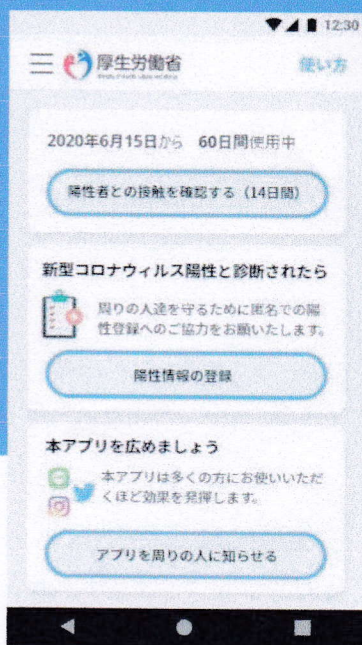 12:30
厚生労働省
使い方
2020年6月15日から 60日間使用中
陽性者との接触を確認する（14日間）
新型コロナウィルス陽性と診断されたら
周りの人達を守るために匿名での陽
性登録へのご協力をお願いたします。
陽性情報の登録
本アプリを広めましょう
本アプリは多くの方にお使いいただ
くほど効果を発揮します。
アプリを周りの人に知らせる